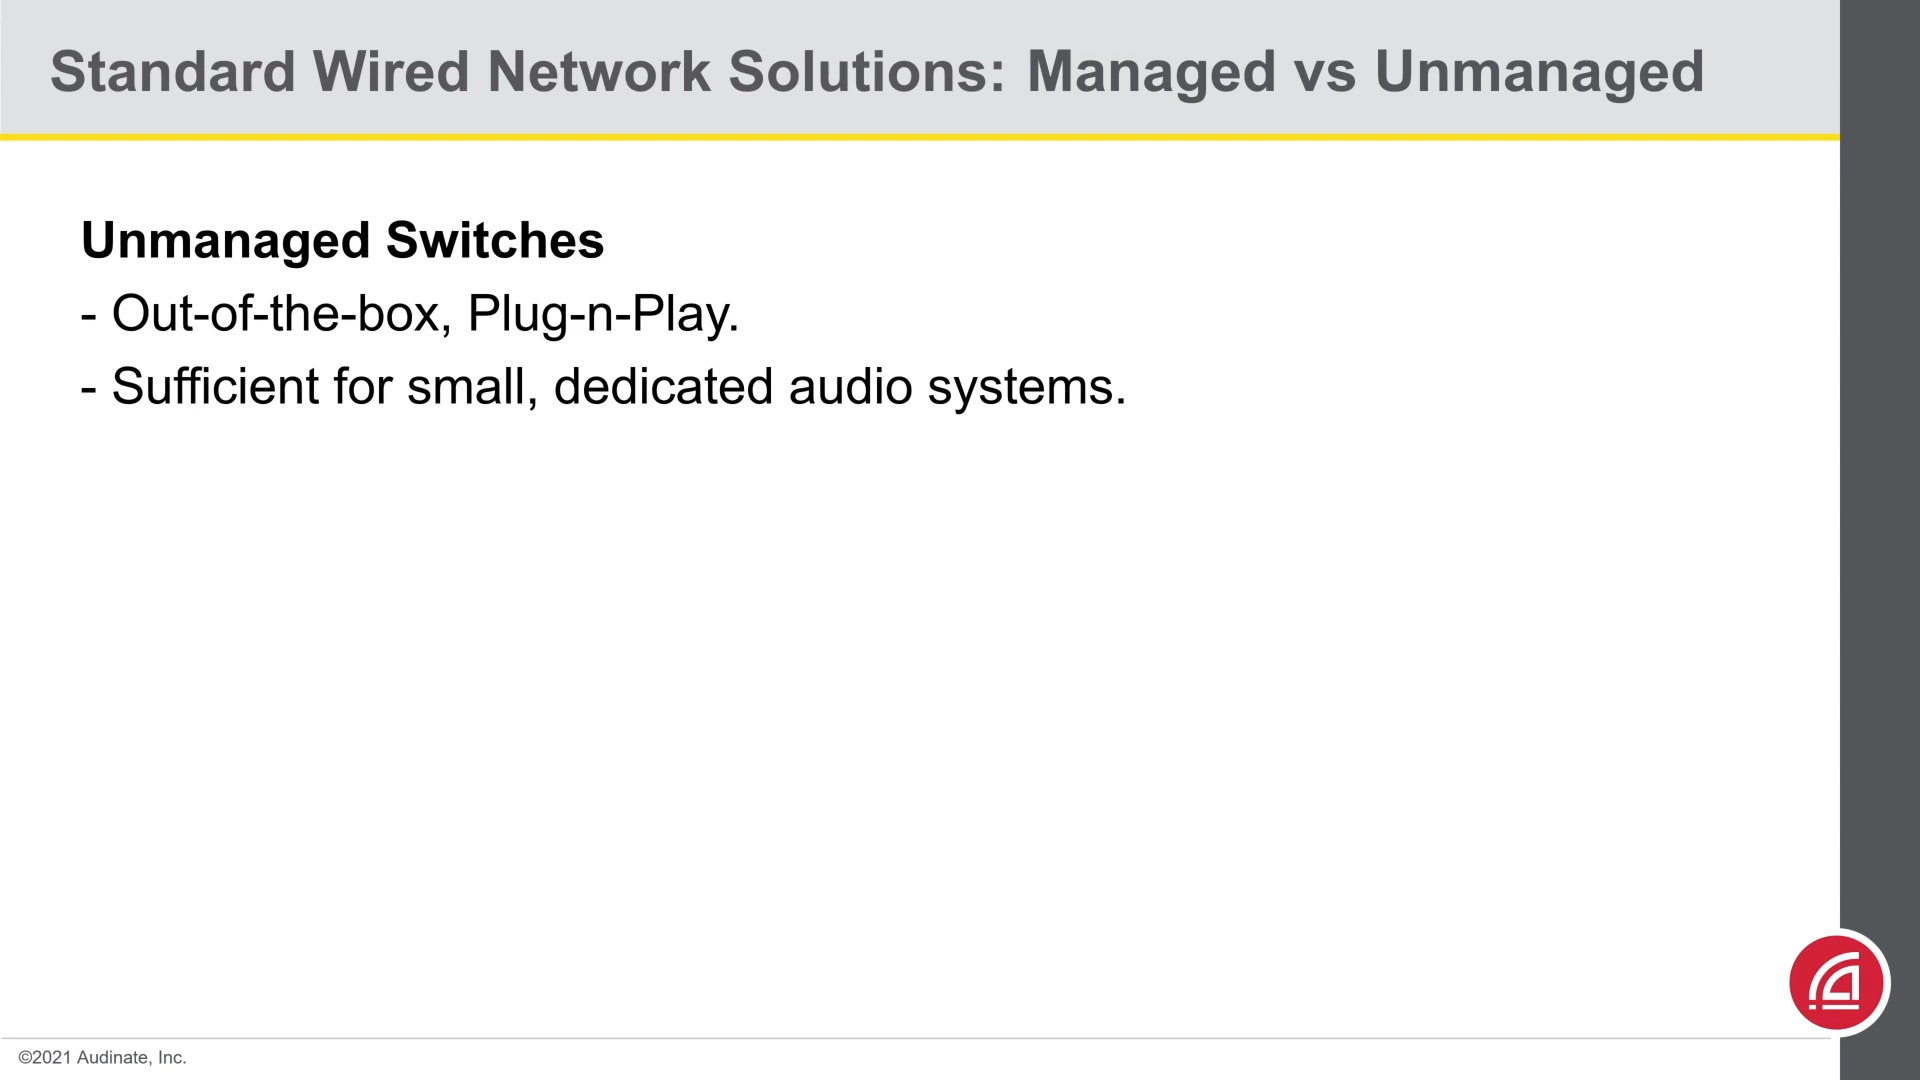 Standard Wired Network Solutions: Managed vs Unmanaged
Unmanaged Switches
- Out-of-the-box, Plug-n-Play.
- Sufficient for small, dedicated audio systems.
©2021 Audinate, Inc.